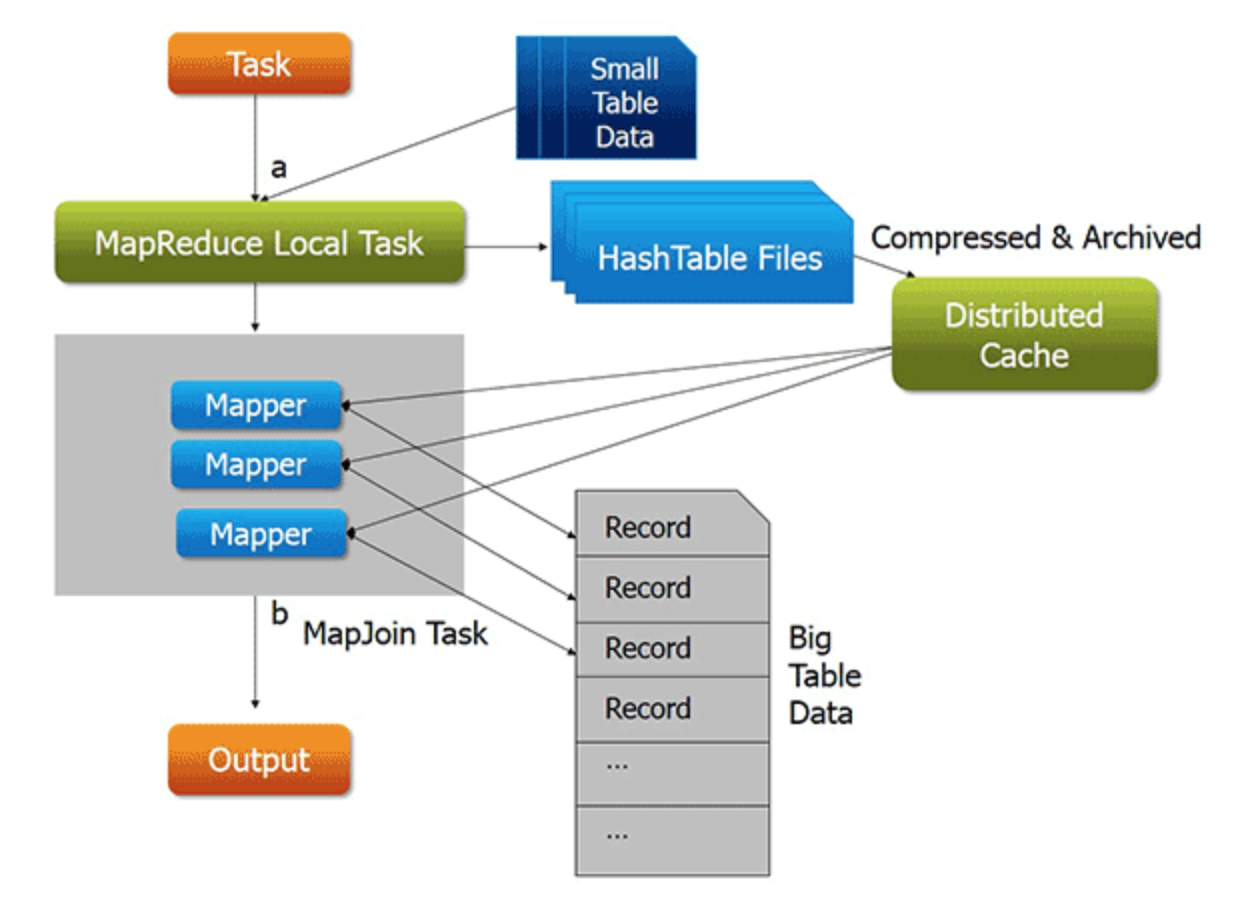 Task
Small
Table
Data
a
MapReduce Local Task
HashTable Files
Compressed & Archived
Distributed
Cache
Mapper
Mapper
Mapper
Record
Record
Record
Record
...
...
Big
Table
Data
b
MapJoin Task
Output